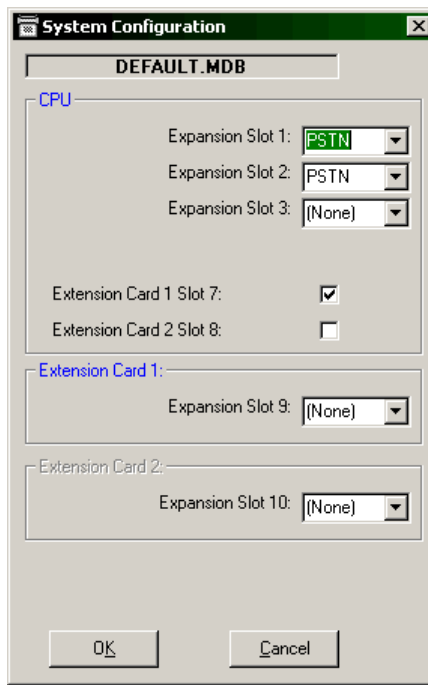 System Configuration
DEFAULT.MDB
CPU
Expansion Slot 1: PSTN
Expansion Slot 2: PSTN
Expansion Slot 3: (None)
Extension Card 1 Slot 7:
Extension Card 2 Slot 8:
Extension Card 1:
Expansion Slot 9: (None)
Extension Card 2:
Expansion Slot 10: (None)
OK Cancel